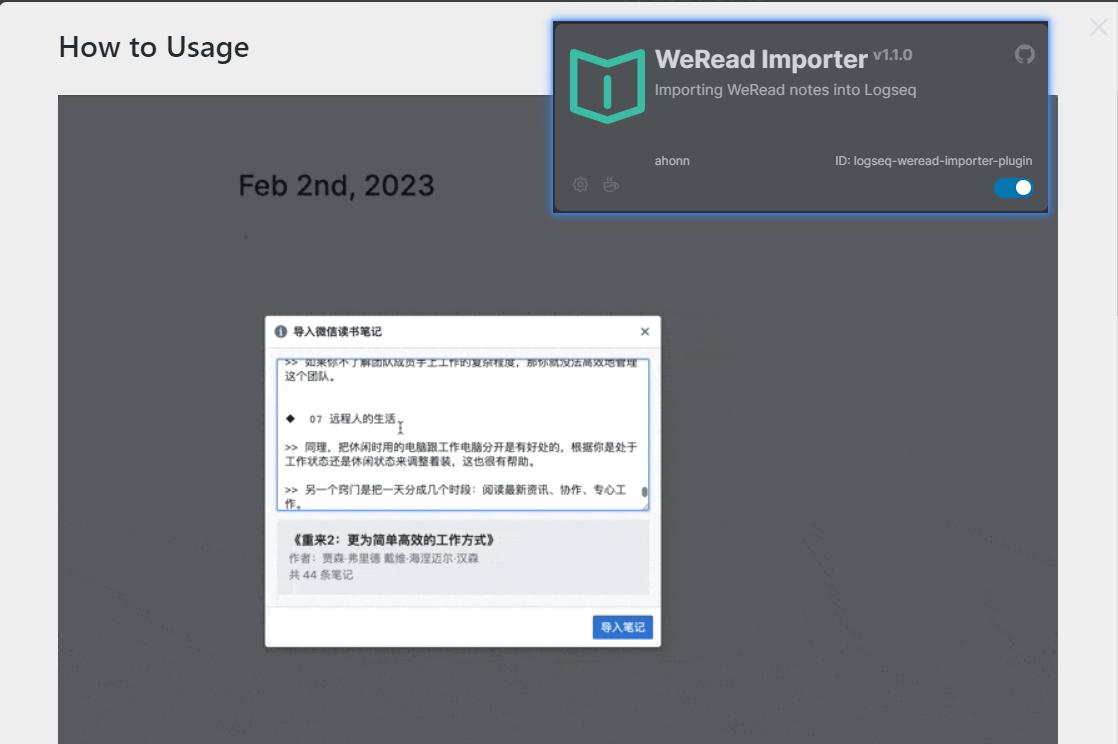 How to Usage
WeRead Importer v1.1.0
Importing WeRead notes into Logseq
ahonn
ID: logseq-weread-importer-plugin
Feb 2nd, 2023
导入微信读书笔记
>> 如果你不了解团队成员手上工作的复杂程度，那你就没法高效地管理
这个团队。
◆ 07 远程人的生活
>> 同理，把休闲时用的电脑跟工作电脑分开是有好处的，根据你是处于
工作状态还是休闲状态来调整着装，这也很有帮助。
>> 另一个窍门是把一天分成几个时段：阅读最新资讯、协作、专心工
作。
《重来2：更为简单高效的工作方式》
作者：贾森·弗里德 戴维·海涅迈尔·汉森
共 44 条笔记
导入笔记